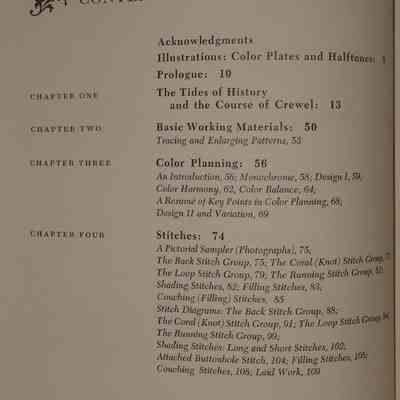 Acknowledgments
Illustrations: Color Plates and Halftones:
Prologue: 10
CHAPTER ONE The Tides of History
and the Course of Crewel: 13
CHAPTER TWO Basic Working Materials: 50
Tracing and Enlarging Patterns, 53
CHAPTER THREE Color Planning: 56
An Introduction, 56; Monochrome, 58; Design I, 59;
Color Harmony, 62, Color Balance, 64;
A Resumé of Key Points in Color Planning, 68;
Design II and Variation, 69
CHAPTER FOUR Stitches: 74
A Pictorial Sampler (Photographs), 75,
The Back Stitch Group, 75; The Coral (Knot) Stitch Group,
The Loop Stitch Group, 79; The Running Stitch Group,
Shading Stitches, 82; Filling Stitches, 83;
Couching (Filling) Stitches, 85
Stitch Diagrams: The Back Stitch Group, 88;
The Coral (Knot) Stitch Group, 91; The Loop Stitch Group,
The Running Stitch Group, 99;
Shading Stitches: Long and Short Stitches, 102;
Attached Buttonhole Stitch, 104; Filling Stitches, 105;
Couching Stitches, 108; Laid Work, 109